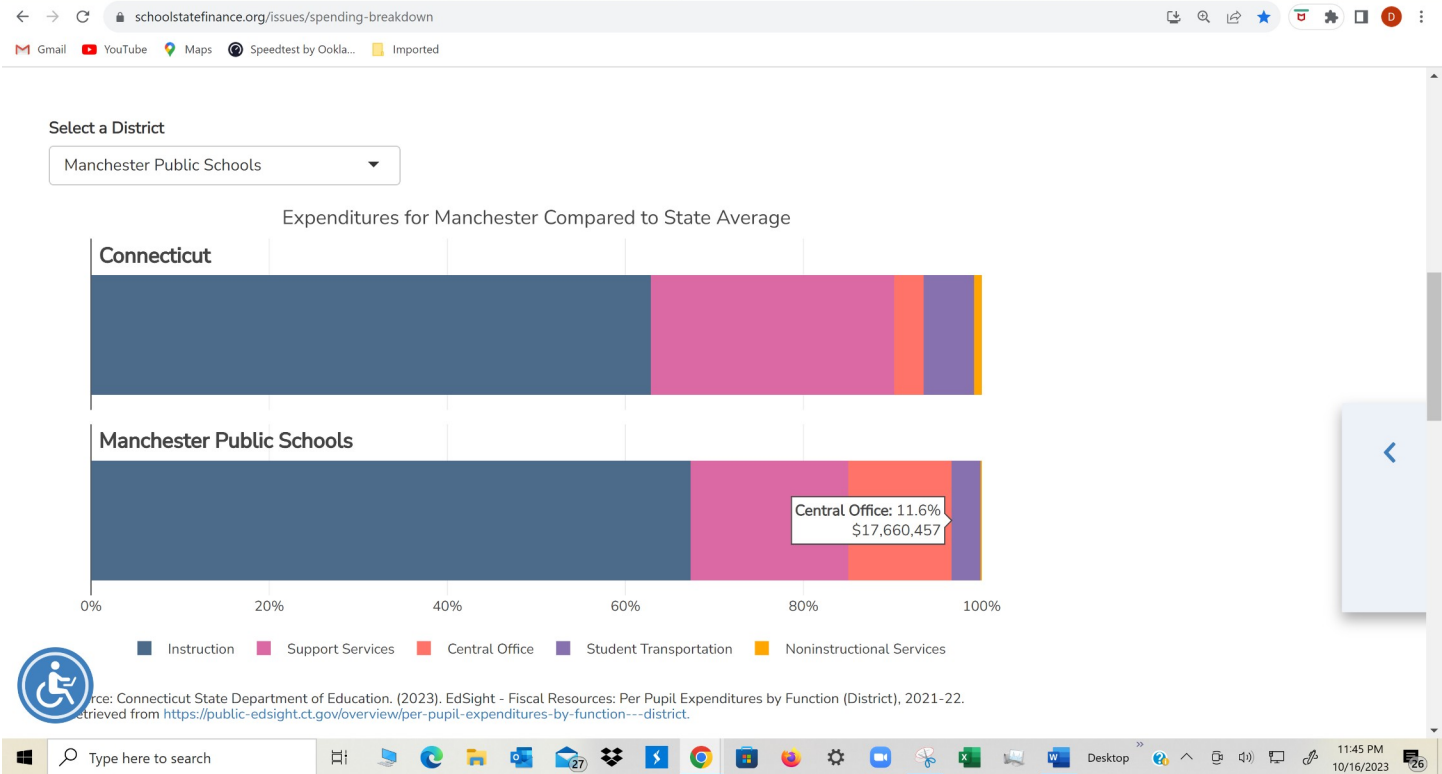 schoolstatefinance.org/issues/spending-breakdown
D
Gmail YouTube Maps Speedtest by Ookla... Imported
Select a District
Manchester Public Schools
Expenditures for Manchester Compared to State Average
Connecticut
Manchester Public Schools
Central Office: 11.6%
$17,660,457
0% 20% 40% 60% 80% 100%
Instruction Support Services Central Office Student Transportation Noninstructional Services
rce: Connecticut State Department of Education. (2023). EdSight - Fiscal Resources: Per Pupil Expenditures by Function (District), 2021-22.
etrieved from https://public-edsight.ct.gov/overview/per-pupil-expenditures-by-function---district.
Type here to search
27
Desktop
11:45 PM
10/16/2023
26